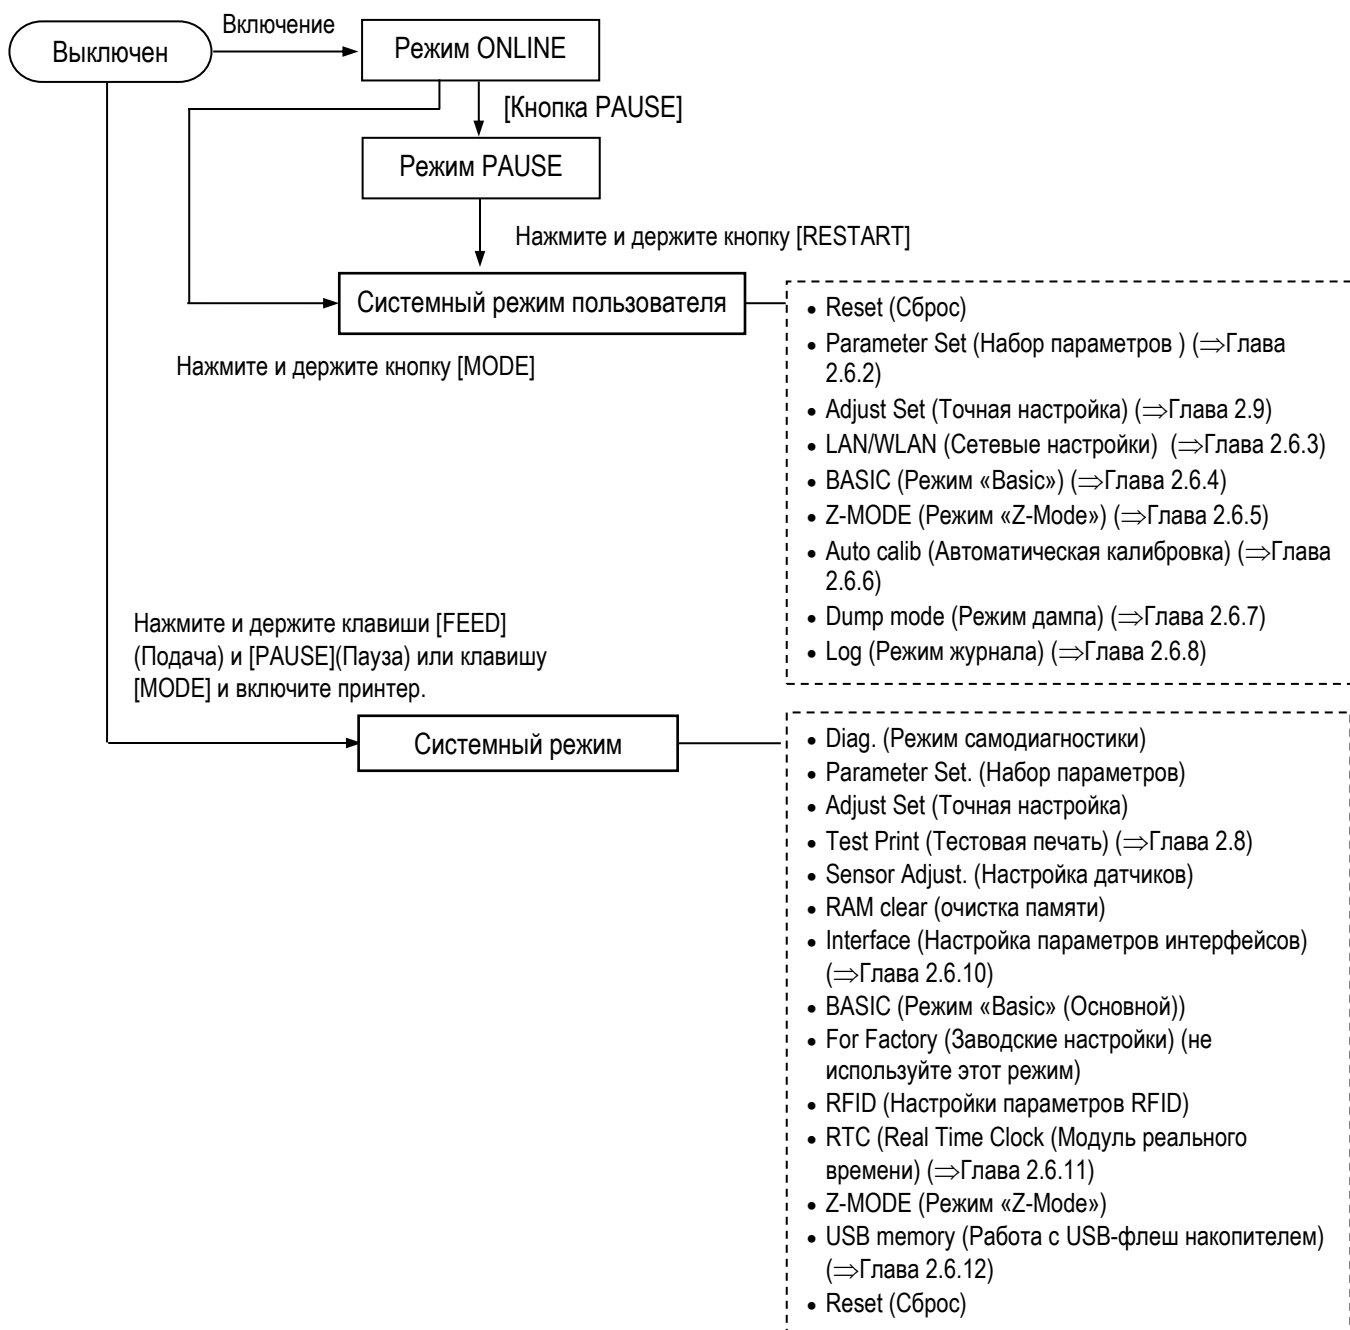 Включение
Выключен
Режим ONLINE
[Кнопка PAUSE]
Режим PAUSE
Нажмите и держите кнопку [RESTART]
Системный режим пользователя
Нажмите и держите кнопку [MODE]
• Reset (Сброс)
• Parameter Set (Набор параметров ) (⇒Глава
2.6.2)
• Adjust Set (Точная настройка) (⇒Глава 2.9)
• LAN/WLAN (Сетевые настройки)  (⇒Глава 2.6.3)
• BASIC (Режим «Basic») (⇒Глава 2.6.4)
• Z-MODE (Режим «Z-Mode») (⇒Глава 2.6.5)
• Auto calib (Автоматическая калибровка) (⇒Глава
2.6.6)
• Dump mode (Режим дампа) (⇒Глава 2.6.7)
• Log (Режим журнала) (⇒Глава 2.6.8)
Нажмите и держите клавиши [FEED]
(Подача) и [PAUSE](Пауза) или клавишу
[MODE] и включите принтер.
Системный режим
• Diag. (Режим самодиагностики)
• Parameter Set. (Набор параметров)
• Adjust Set (Точная настройка)
• Test Print (Тестовая печать) (⇒Глава 2.8)
• Sensor Adjust. (Настройка датчиков)
• RAM clear (очистка памяти)
• Interface (Настройка параметров интерфейсов)
(⇒Глава 2.6.10)
• BASIC (Режим «Basic» (Основной))
• For Factory (Заводские настройки) (не
используйте этот режим)
• RFID (Настройки параметров RFID)
• RTC (Real Time Clock (Модуль реального
времени) (⇒Глава 2.6.11)
• Z-MODE (Режим «Z-Mode»)
• USB memory (Работа с USB-флеш накопителем)
(⇒Глава 2.6.12)
• Reset (Сброс)